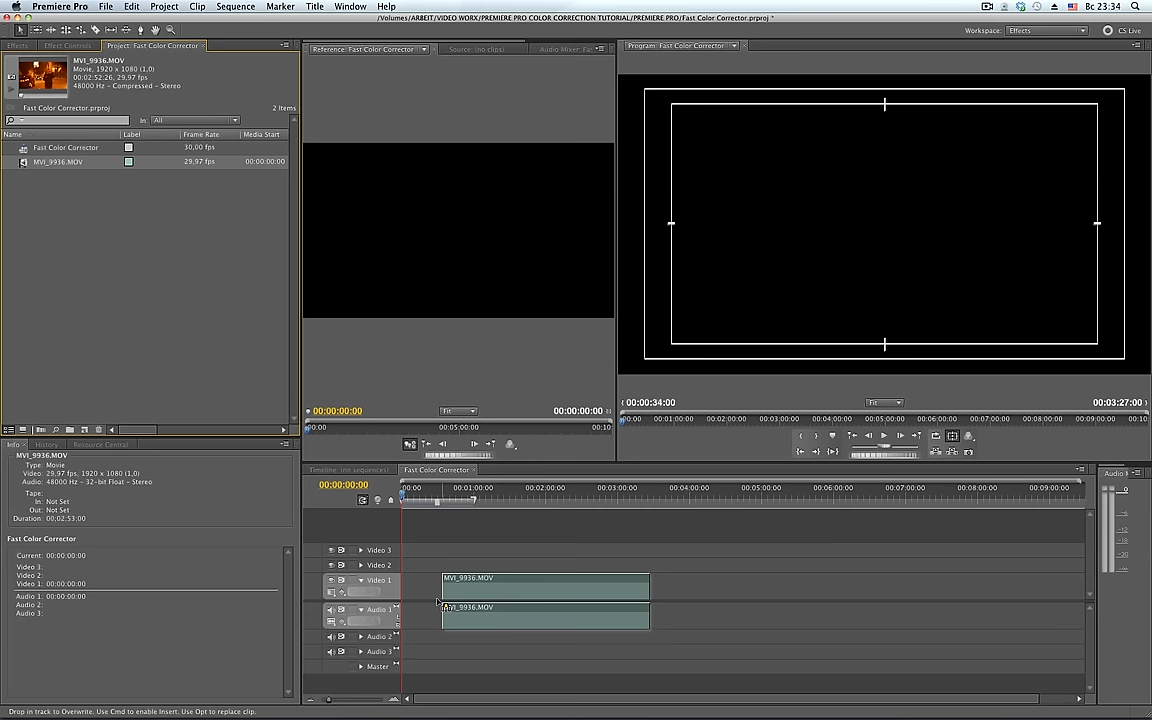 Premiere Pro File Edit Project Clip Sequence Marker Title Window Help Вс 23:34
/Volumes/ARBEIT/VIDEO WORX/PREMIERE PRO COLOR CORRECTION TUTORIAL/PREMIERE PRO/Fast Color Corrector.prproj *
Workspace: Effects CS Live
Effects Effect Controls Project: Fast Color Corrector
Reference: Fast Color Corrector Source: (no clips) Audio Mixer: Fa
Program: Fast Color Corrector
MVI_9936.MOV
Movie, 1920 x 1080 (1,0)
00:02:52:26, 29,97 fps
48000 Hz - Compressed - Stereo
Fast Color Corrector.prproj 2 Items
In: All
Name Label Frame Rate Media Start
Fast Color Corrector 30,00 fps
MVI_9936.MOV 29,97 fps 00:00:00:00
00:00:00:00 Fit 00:00:00:00
00:00 00:05:00:00 00:10
00:00:34:00 Fit 00:03:27:00
00:00 00:01:00:00 00:02:00:00 00:03:00:00 00:04:00:00 00:05:00:00 00:06:00:00 00:07:00:00 00:08:00:00 00:09:00:00 00:10
Info History Resource Central
MVI_9936.MOV
Type: Movie
Video: 29,97 fps, 1920 x 1080 (1,0)
Audio: 48000 Hz - 32-bit Float - Stereo
Tape:
In: Not Set
Out: Not Set
Duration: 00:02:53:00
Fast Color Corrector
Current: 00:00:00:00
Video 3:
Video 2:
Video 1: 00:00:00:00
Audio 1: 00:00:00:00
Audio 2:
Audio 3:
Timeline: (no sequences) Fast Color Corrector
00:00:00:00
00:00 00:01:00:00 00:02:00:00 00:03:00:00 00:04:00:00 00:05:00:00 00:06:00:00 00:07:00:00 00:08:00:00 00:09:00:00
Video 3
Video 2
Video 1 MVI_9936.MOV
Audio 1 MVI_9936.MOV
Audio 2
Audio 3
Master
Audio M
0
-6
-12
-18
-30
Drop in track to Overwrite. Use Cmd to enable Insert. Use Opt to replace clip.